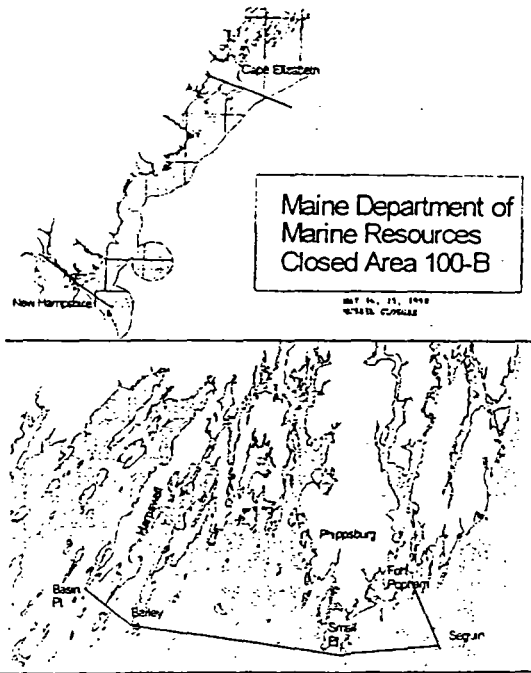 Cape Elizabeth
Maine Department of
Marine Resources
Closed Area 100-B
New Hampshire
Harpswell
Phippsburg
Fort
Popham
Basin
Pt.
Bailey
Small
Pt.
Seguin